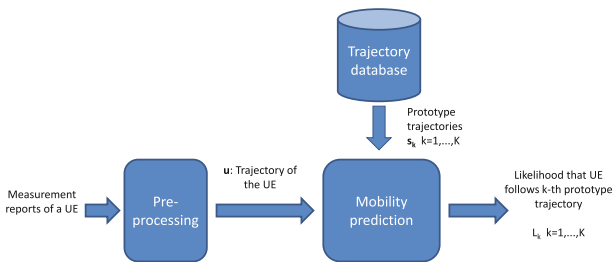 Trajectory
database
Prototype
trajectories
sₖ k=1,...,K
Measurement
reports of a UE
Pre-
processing
u: Trajectory of
the UE
Mobility
prediction
Likelihood that UE
follows k-th prototype
trajectory
Lₖ k=1,...,K